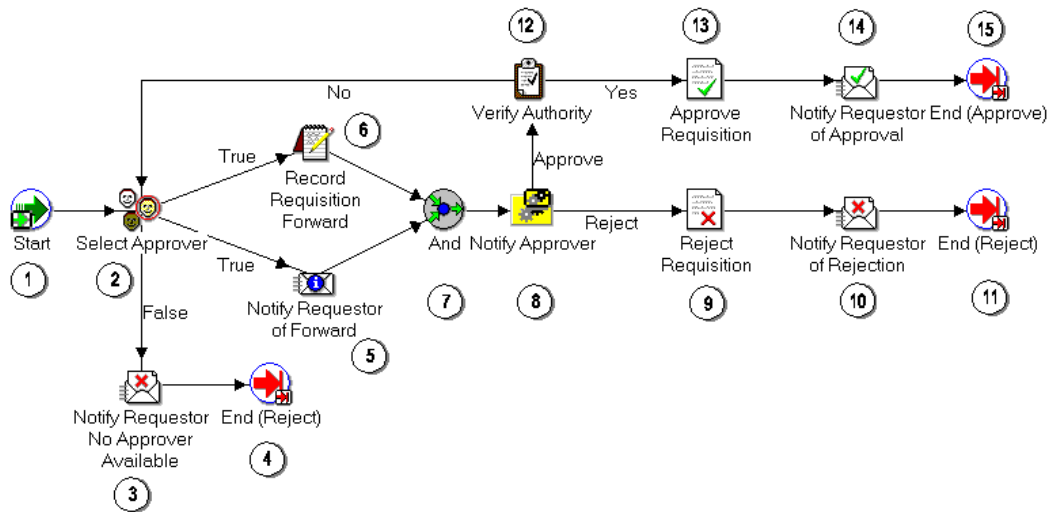 12
13
14
15
No
Verify Authority
Yes
Approve
Requisition
Notify Requestor
of Approval
End (Approve)
6
True
Record
Requisition
Forward
Approve
Start
Select Approver
And
Notify Approver
Reject
Reject
Requisition
Notify Requestor
of Rejection
End (Reject)
1
2
True
Notify Requestor
of Forward
7
8
9
10
11
False
5
Notify Requestor
No Approver
Available
End (Reject)
3
4